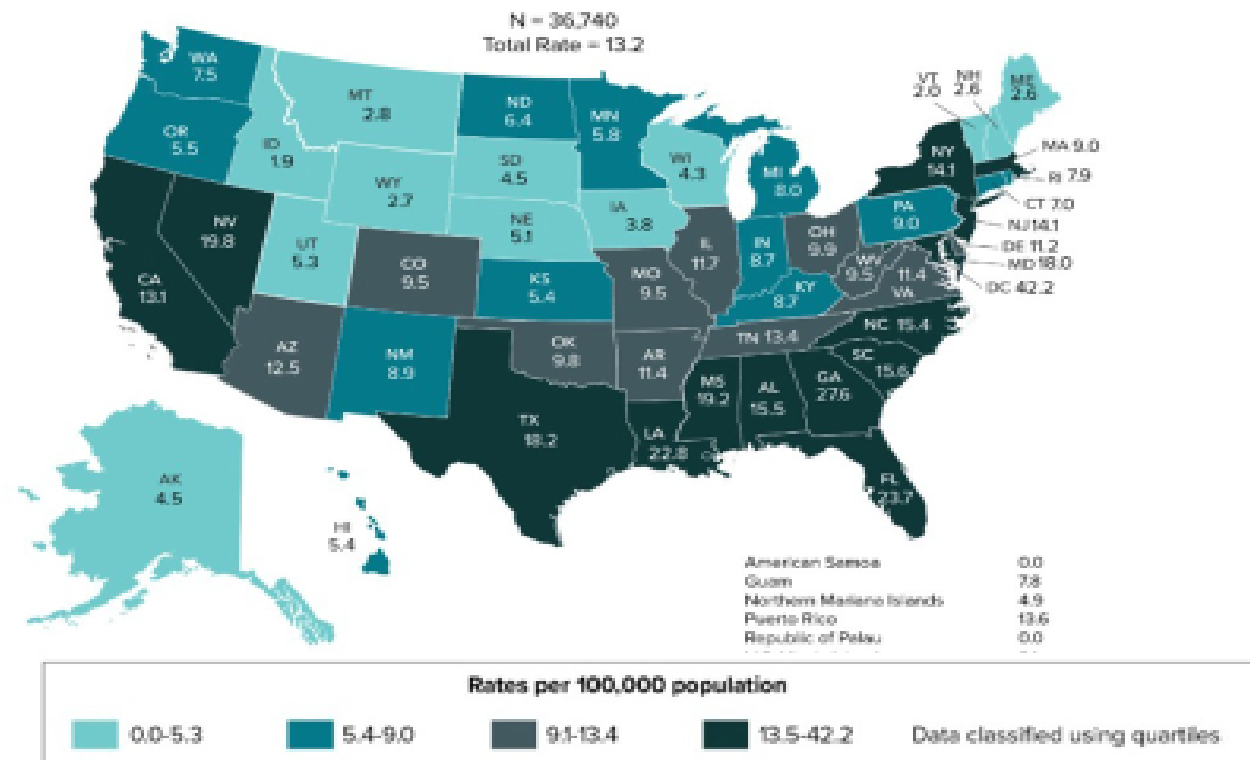 N = 36,740
Total Rate = 13.2
WA
7.5
MT
2.8
ND
6.4
MN
5.8
VT
2.0
NH
2.6
ME
2.6
OR
5.5
ID
1.9
WY
2.7
SD
4.5
WI
4.3
MI
8.0
NY
14.1
MA 9.0
RI 7.9
CT 7.0
NJ 14.1
DE 11.2
MD 18.0
DC 42.2
NV
19.8
UT
5.3
CO
9.5
NE
5.1
IA
3.8
IL
11.7
IN
8.7
OH
9.9
PA
9.0
WV
9.5
11.4
VA
CA
13.1
KS
5.4
MO
9.5
KY
8.7
AZ
12.5
NM
8.9
OK
9.8
AR
11.4
TN 13.4
NC 15.4
SC
15.6
MS
19.2
AL
15.5
GA
27.6
TX
18.2
LA
22.8
FL
23.7
AK
4.5
HI
5.4
American Samoa 0.0
Guam 7.8
Northern Mariana Islands 4.9
Puerto Rico 13.6
Republic of Palau 0.0
Rates per 100,000 population
0.0-5.3
5.4-9.0
9.1-13.4
13.5-42.2
Data classified using quartiles